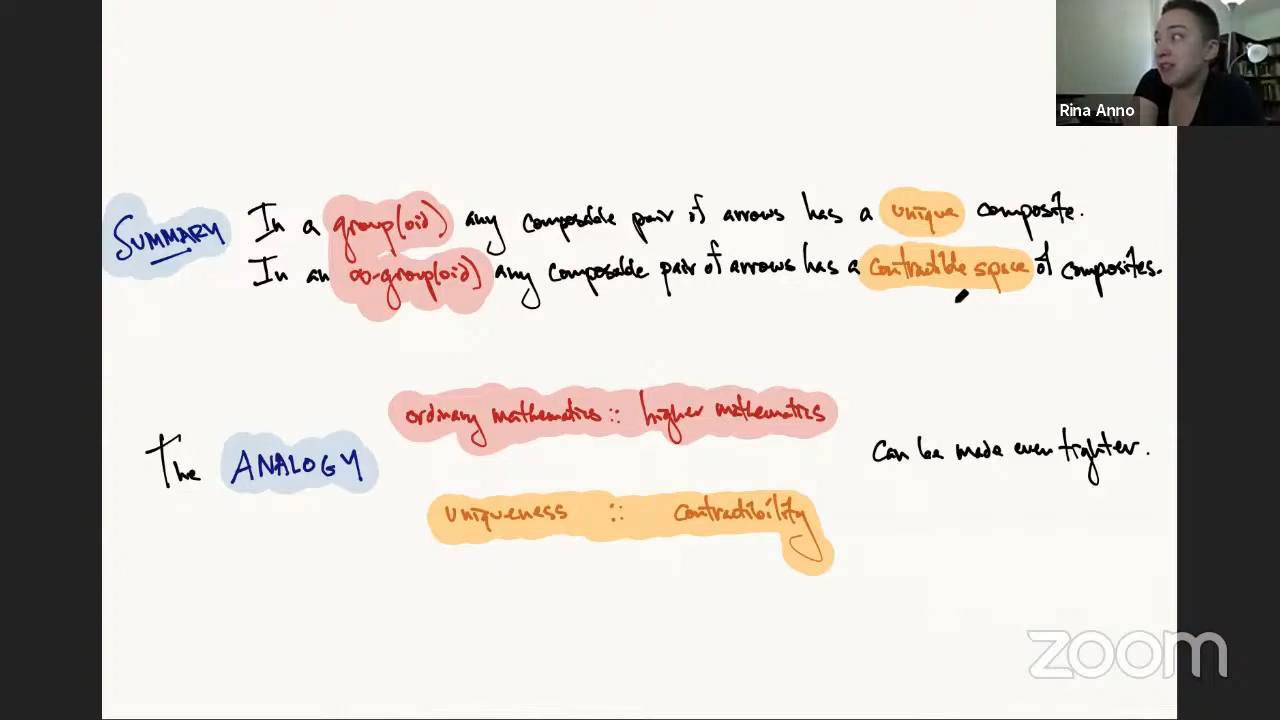 Rina Anno
SUMMARY In a group(oid) any composable pair of arrows has a unique composite.
In an ∞-group(oid) any composable pair of arrows has a contractible space of composites.
ordinary mathematics :: higher mathematics
The ANALOGY can be made even tighter.
uniqueness :: contractibility
zoom